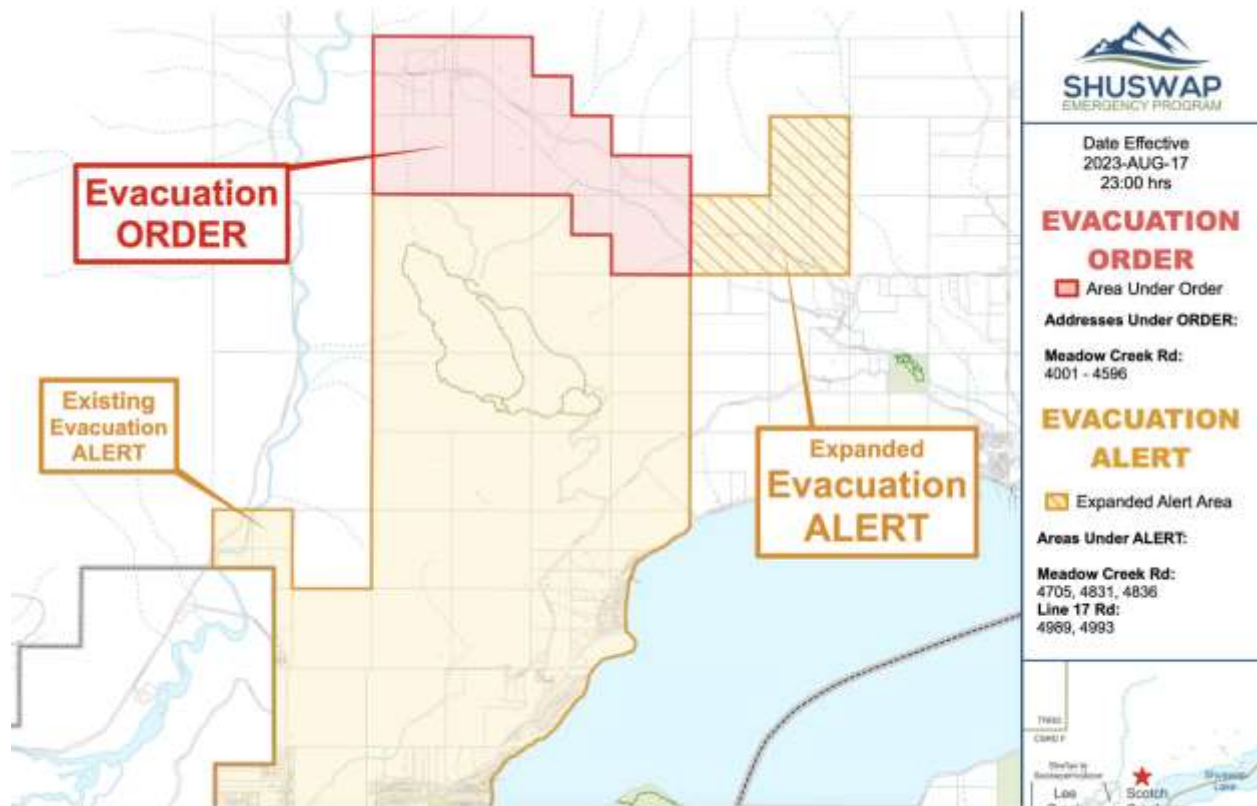 Evacuation
ORDER
Existing
Evacuation
ALERT
Expanded
Evacuation
ALERT
SHUSWAP
EMERGENCY PROGRAM
Date Effective
2023-AUG-17
23:00 hrs
EVACUATION
ORDER
Area Under Order
Addresses Under ORDER:
Meadow Creek Rd:
4001 - 4596
EVACUATION
ALERT
Expanded Alert Area
Areas Under ALERT:
Meadow Creek Rd:
4705, 4831, 4836
Line 17 Rd:
4989, 4993
Shuswap
Lake
Lee
Scotch